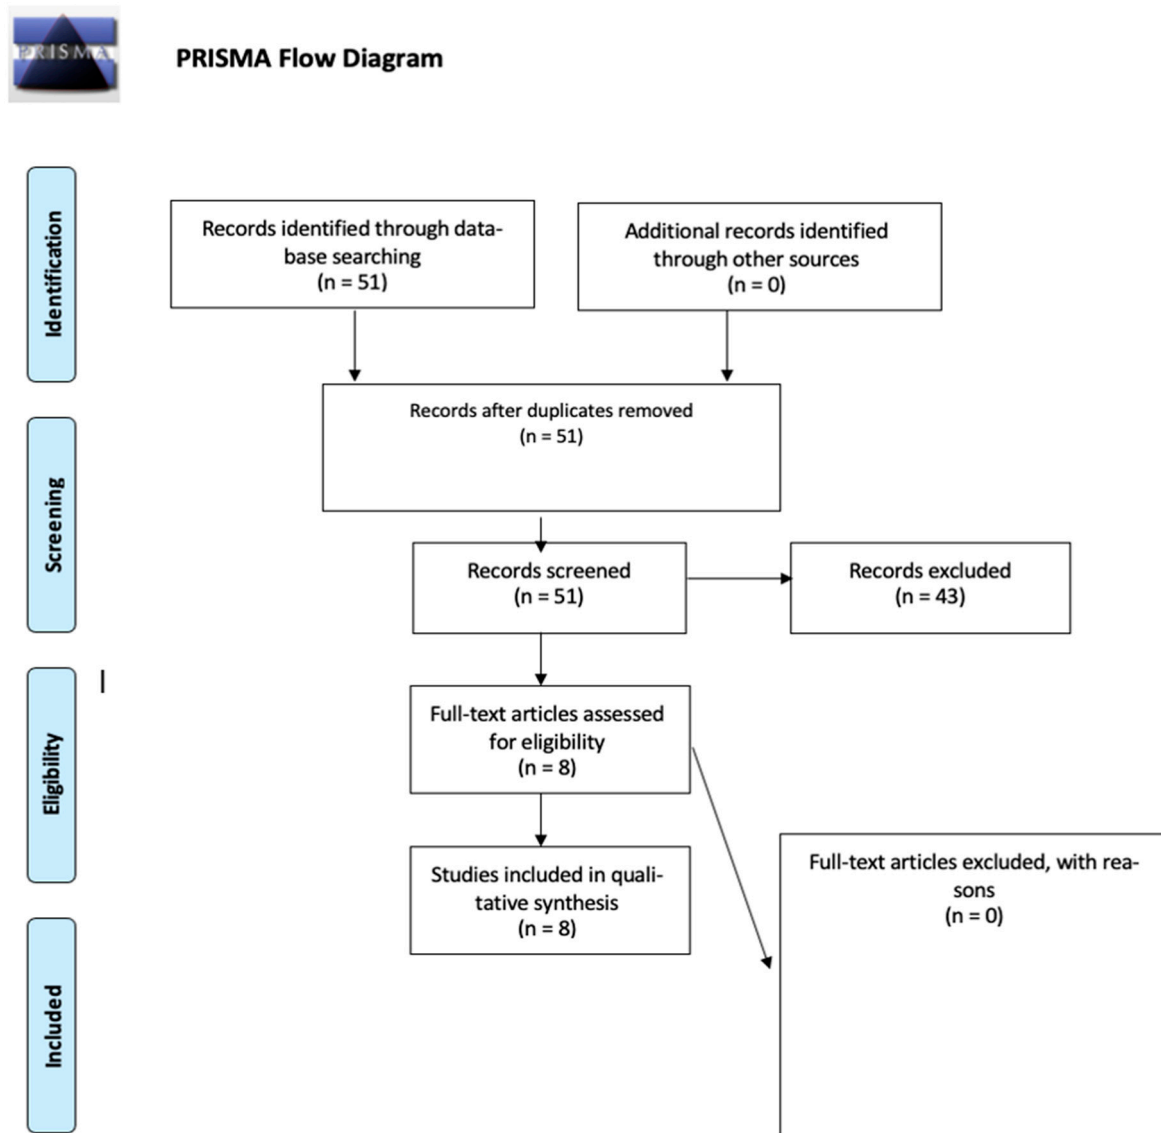 PRISMA
PRISMA Flow Diagram
Identification
Records identified through data-
base searching
(n = 51)
Additional records identified
through other sources
(n = 0)
Records after duplicates removed
(n = 51)
Screening
Records screened
(n = 51)
Records excluded
(n = 43)
Eligibility
Full-text articles assessed
for eligibility
(n = 8)
Studies included in quali-
tative synthesis
(n = 8)
Full-text articles excluded, with rea-
sons
(n = 0)
Included